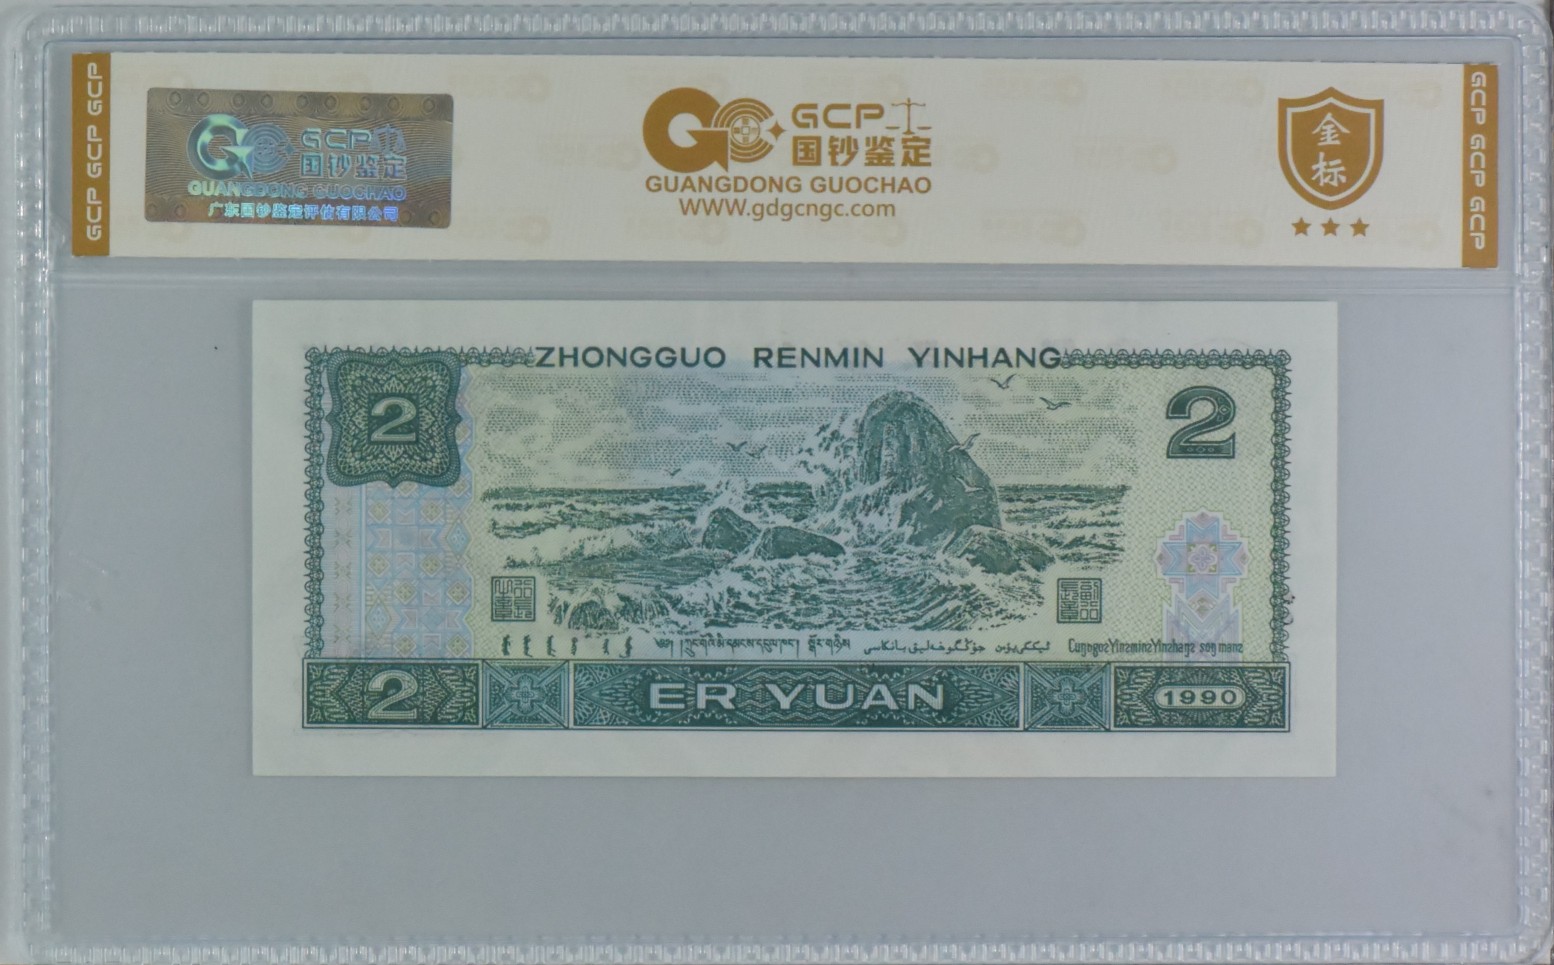 GCP GCP GCP
GCP
国钞鉴定
GUANGDONG GUOCHAO
广东国钞鉴定评估有限公司
GCP
国钞鉴定
GUANGDONG GUOCHAO
WWW.gdgcngc.com
金
标
GCP GCP GCP
ZHONGGUO RENMIN YINHANG
2
2
2
ER YUAN
1990